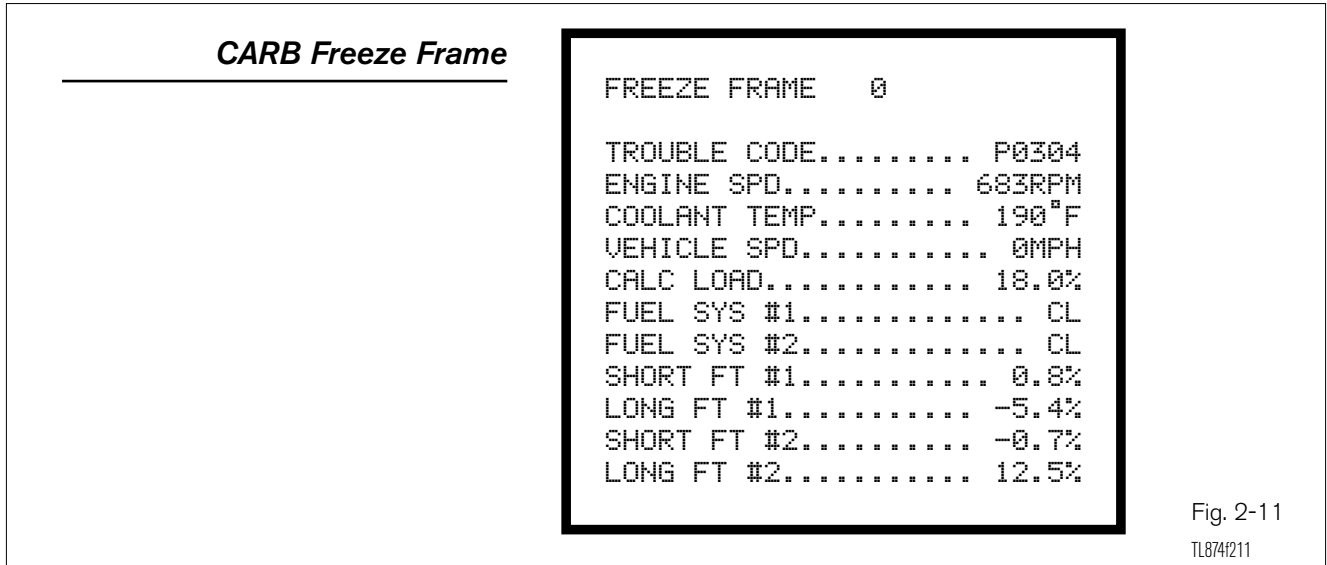 CARB Freeze Frame
FREEZE FRAME 0
TROUBLE CODE......... P0304
ENGINE SPD.......... 683RPM
COOLANT TEMP......... 190°F
VEHICLE SPD........... 0MPH
CALC LOAD............ 18.0%
FUEL SYS #1............. CL
FUEL SYS #2............. CL
SHORT FT #1........... 0.8%
LONG FT #1........... -5.4%
SHORT FT #2.......... -0.7%
LONG FT #2........... 12.5%
Fig. 2-11
TL874f211